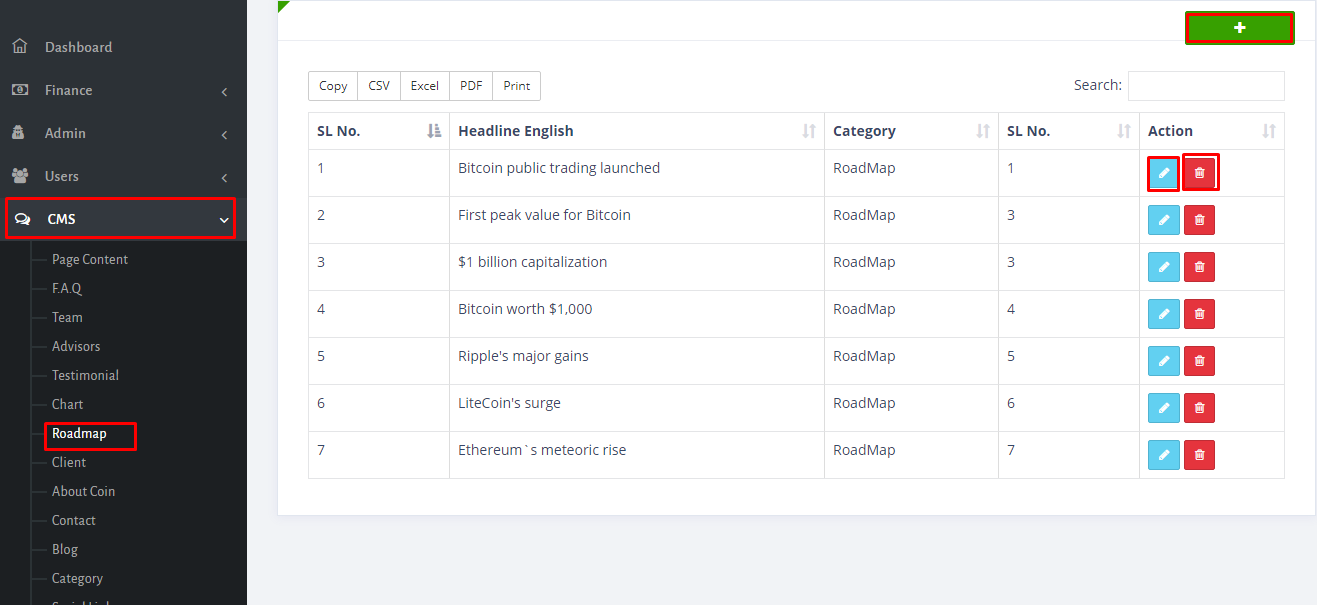 Dashboard
Finance
Admin
Users
CMS
Page Content
F.A.Q
Team
Advisors
Testimonial
Chart
Roadmap
Client
About Coin
Contact
Blog
Category
Copy CSV Excel PDF Print
Search:
SL No. Headline English Category SL No. Action
1 Bitcoin public trading launched RoadMap 1
2 First peak value for Bitcoin RoadMap 3
3 $1 billion capitalization RoadMap 3
4 Bitcoin worth $1,000 RoadMap 4
5 Ripple's major gains RoadMap 5
6 LiteCoin's surge RoadMap 6
7 Ethereum`s meteoric rise RoadMap 7